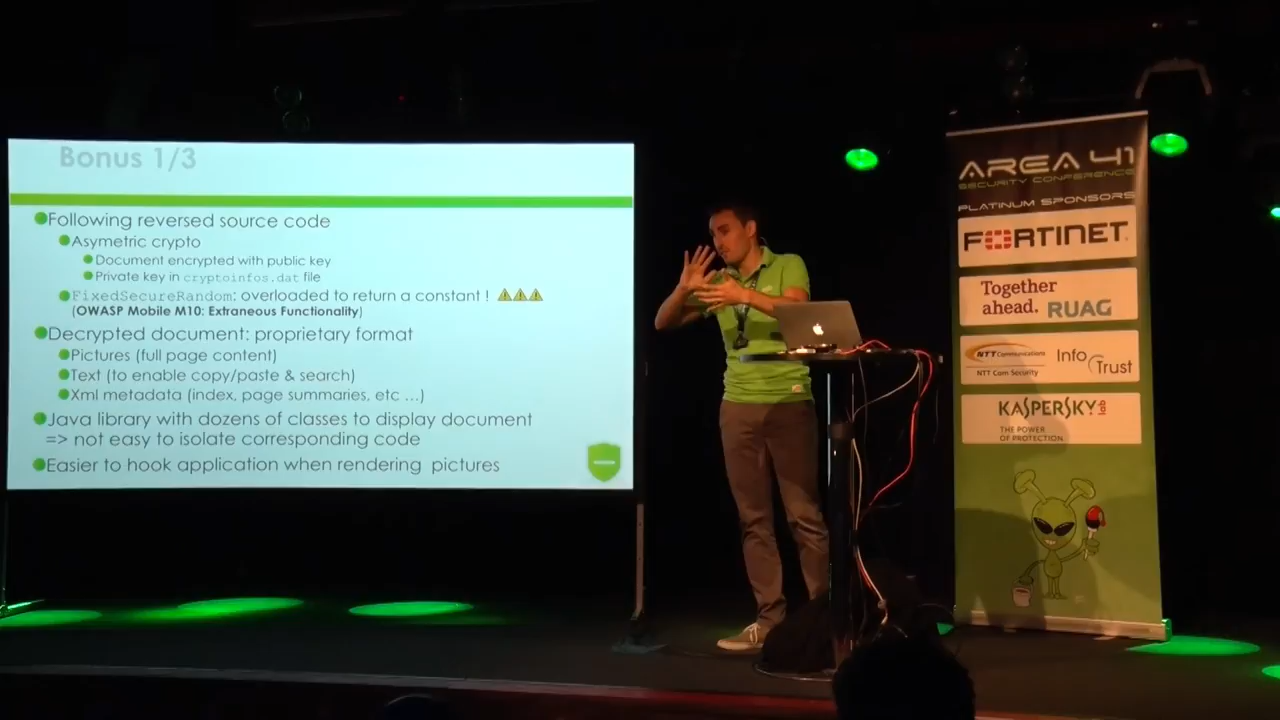 Bonus 1/3
Following reversed source code
Asymetric crypto
Document encrypted with public key
Private key in cryptoinfos.dat file
FixedSecureRandom: overloaded to return a constant !
(OWASP Mobile M10: Extraneous Functionality)
Decrypted document: proprietary format
Pictures (full page content)
Text (to enable copy/paste & search)
Xml metadata (index, page summaries, etc ...)
Java library with dozens of classes to display document
=> not easy to isolate corresponding code
Easier to hook application when rendering pictures
AREA 41
SECURITY CONFERENCE
PLATINUM SPONSORS
FORTINET
Together
ahead. RUAG
NTT Communications
NTT Com Security
InfoTrust
KASPERSKY lab
THE POWER
OF PROTECTION